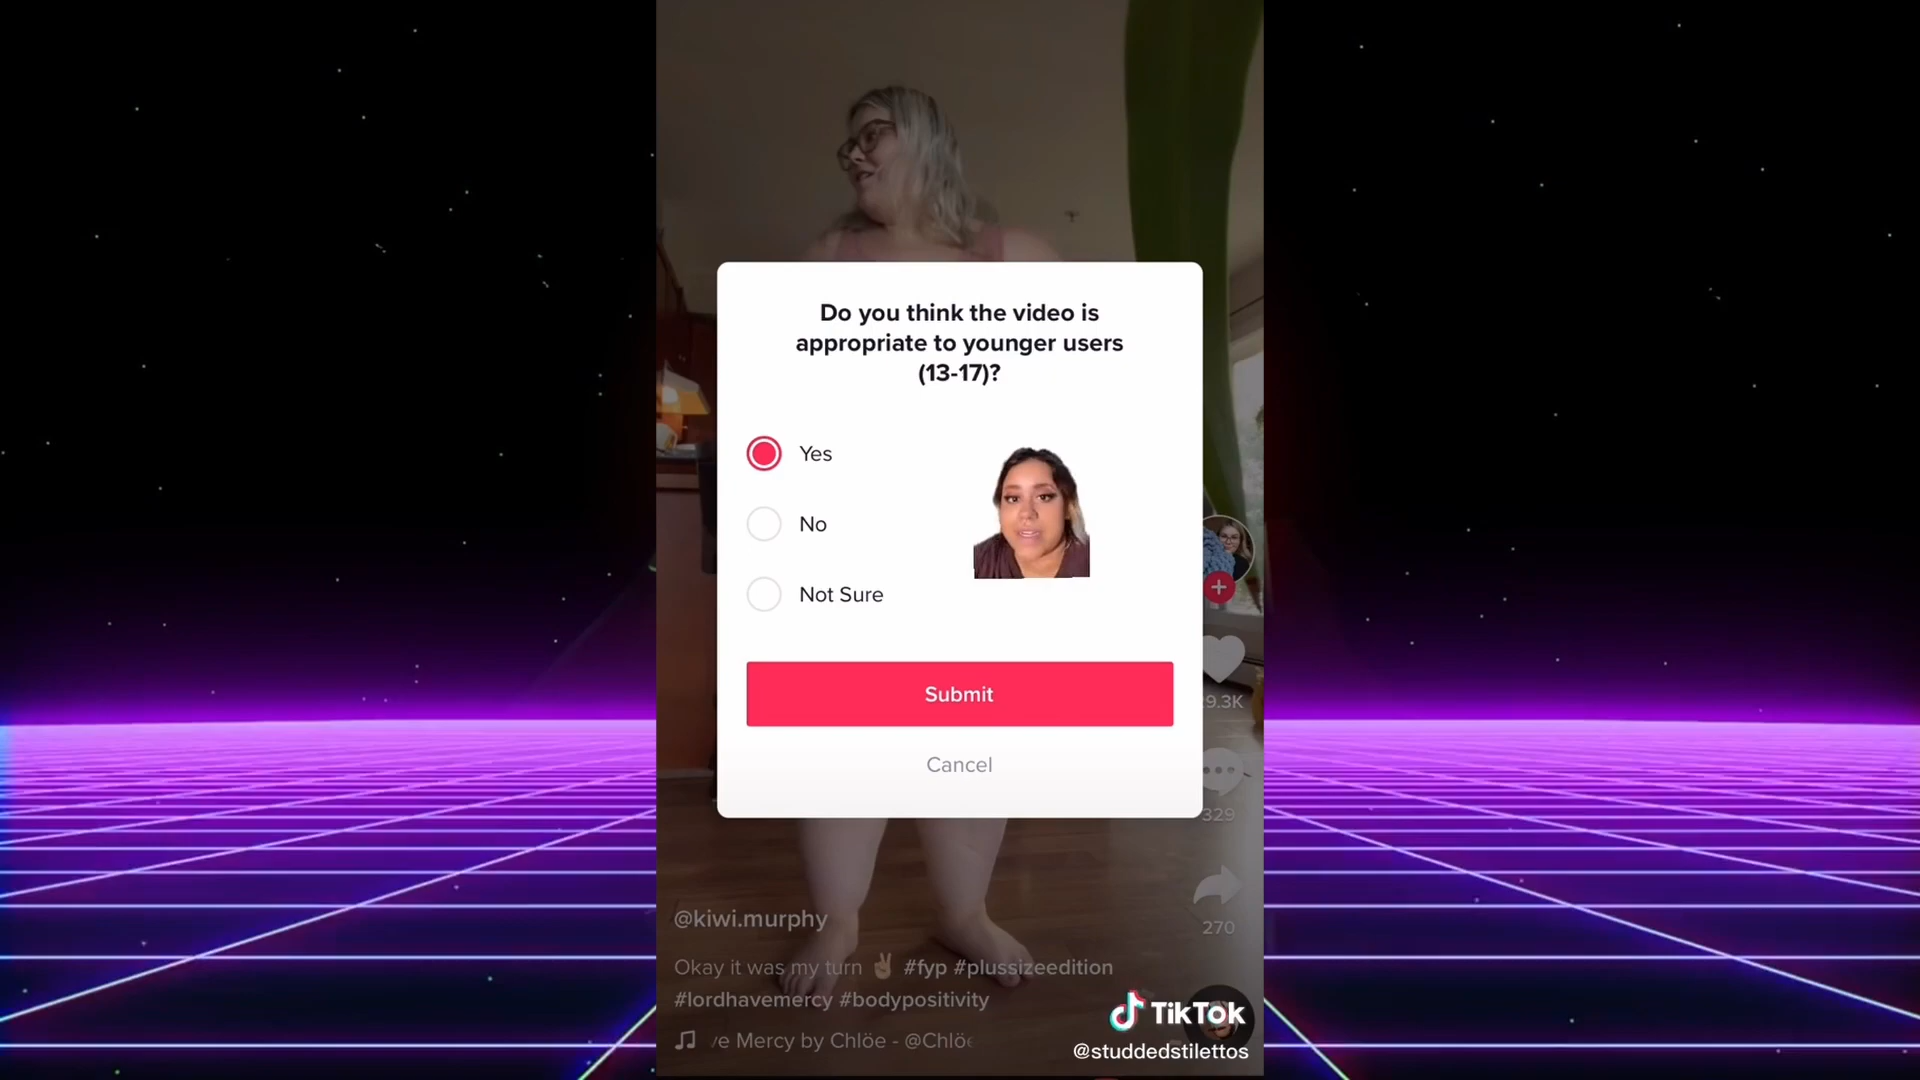 Do you think the video is
appropriate to younger users
(13-17)?
Yes
No
Not Sure
Submit
Cancel
9.3K
329
270
@kiwi.murphy
Okay it was my turn ✌🏼 #fyp #plussizeedition
#lordhavemercy #bodypositivity
Mercy by Chlöe - @Chlö
TikTok
@studdedstilettos